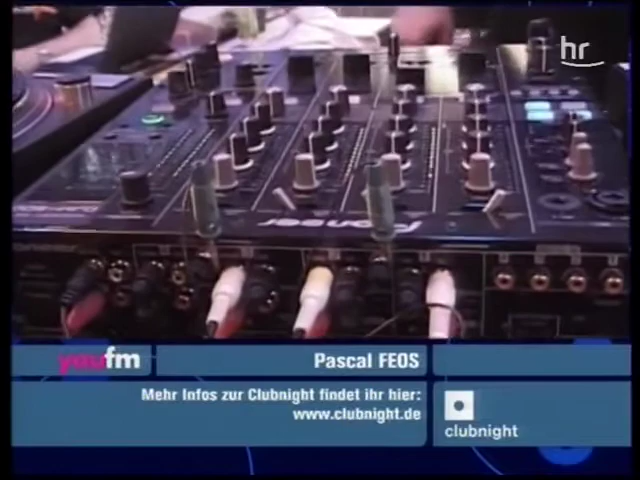 hr
Pioneer
youfm
Pascal FEOS
Mehr Infos zur Clubnight findet ihr hier:
www.clubnight.de
clubnight